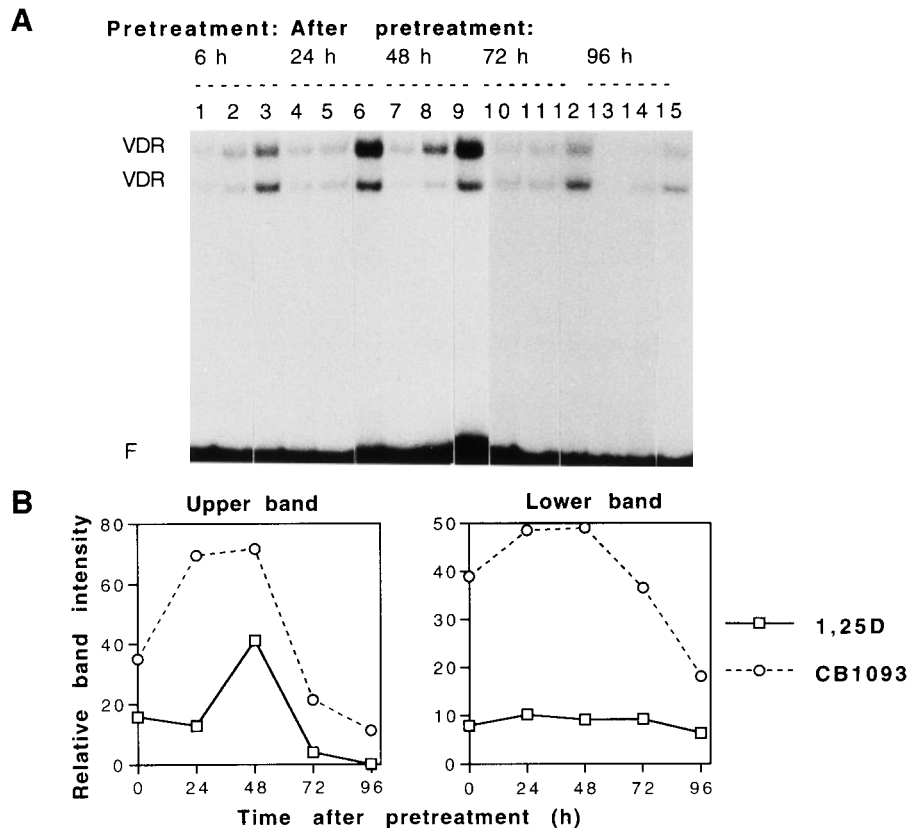 A
Pretreatment: After pretreatment:
6 h 24 h 48 h 72 h 96 h
1 2 3 4 5 6 7 8 9 10 11 12 13 14 15
VDR
VDR
F
B
Upper band Lower band
Relative band intensity
80
60
40
20
0
0 24 48 72 96
50
40
30
20
10
0
0 24 48 72 96
1,25D
CB1093
Time after pretreatment (h)